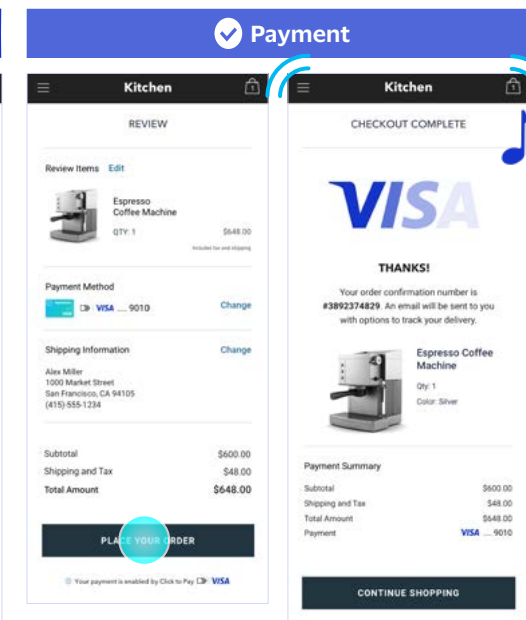 Payment
Kitchen
1
REVIEW
Review Items Edit
Espresso
Coffee Machine
QTY: 1 $648.00
Includes tax and shipping
Payment Method
VISA .... 9010 Change
Shipping Information Change
Alex Miller
1000 Market Street
San Francisco, CA 94105
(415)-555-1234
Subtotal $600.00
Shipping and Tax $48.00
Total Amount $648.00
PLACE YOUR ORDER
Your payment is enabled by Click to Pay VISA
Kitchen
1
CHECKOUT COMPLETE
VISA
THANKS!
Your order confirmation number is
#3892374829. An email will be sent to you
with options to track your delivery.
Espresso Coffee
Machine
Qty: 1
Color: Silver
Payment Summary
Subtotal $600.00
Shipping and Tax $48.00
Total Amount $648.00
Payment VISA .... 9010
CONTINUE SHOPPING